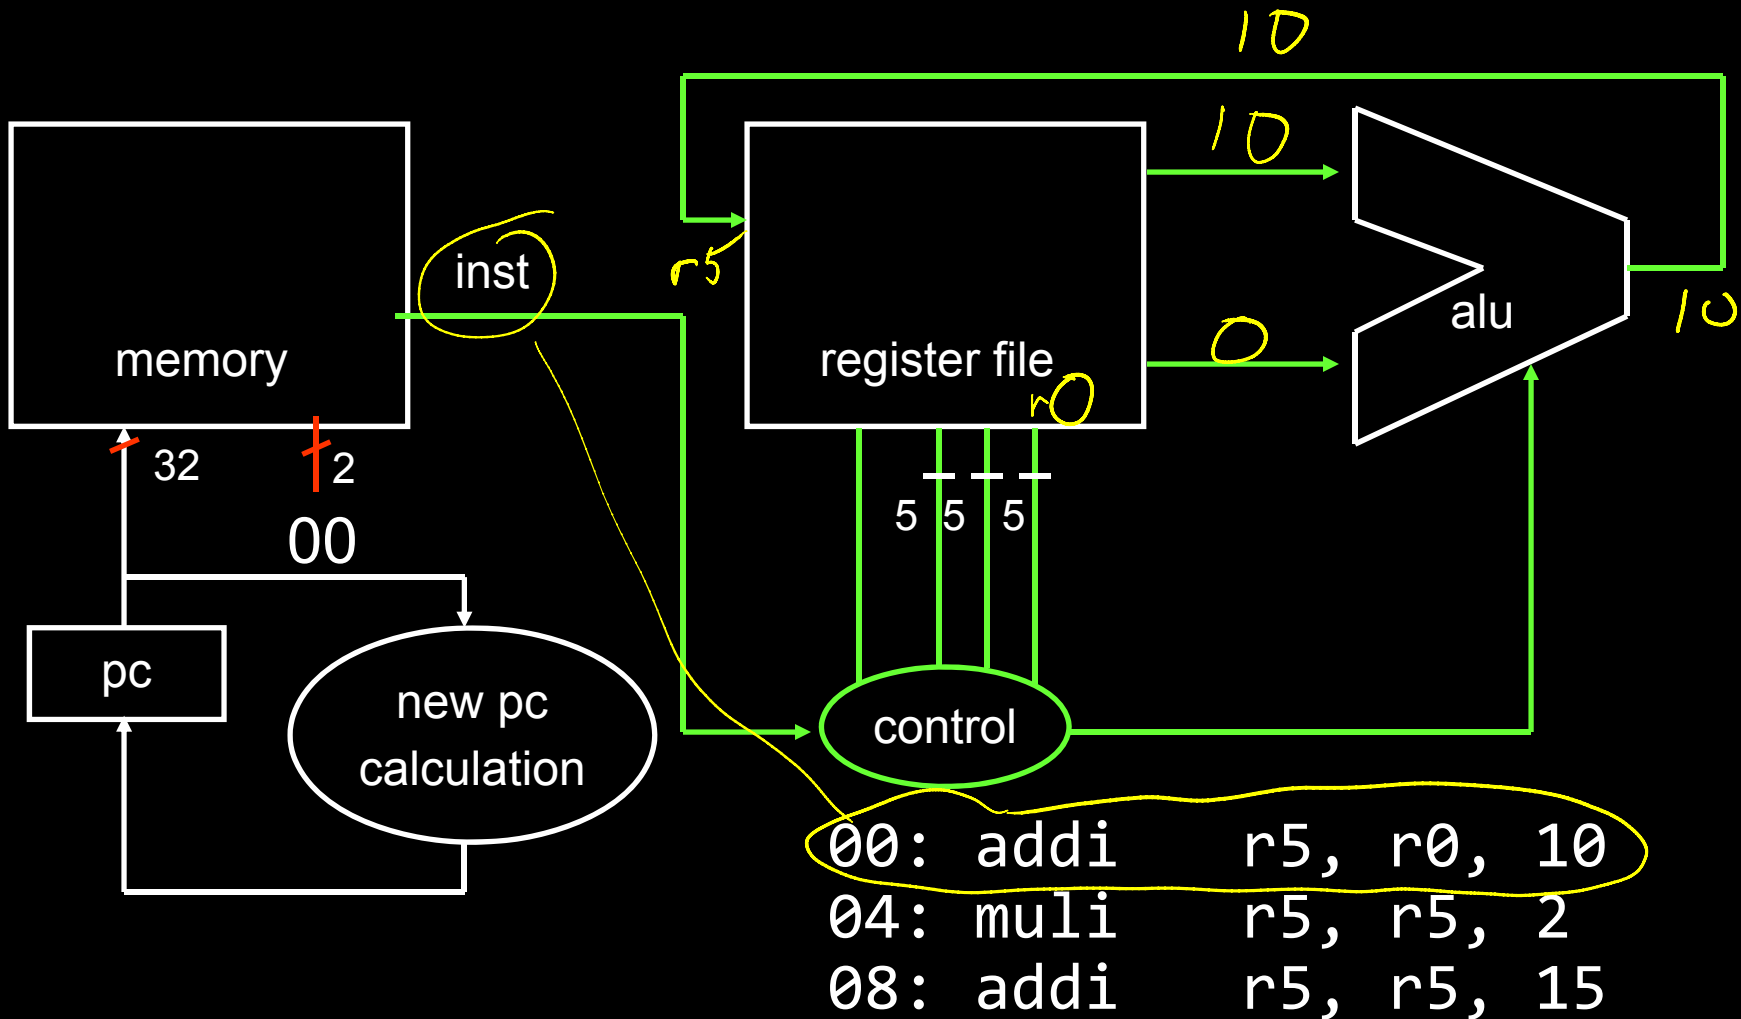 10
10
inst
r5
alu
10
memory
register file
0
r0
32
2
5 5 5
00
pc
new pc
calculation
control
00: addi r5, r0, 10
04: muli r5, r5, 2
08: addi r5, r5, 15